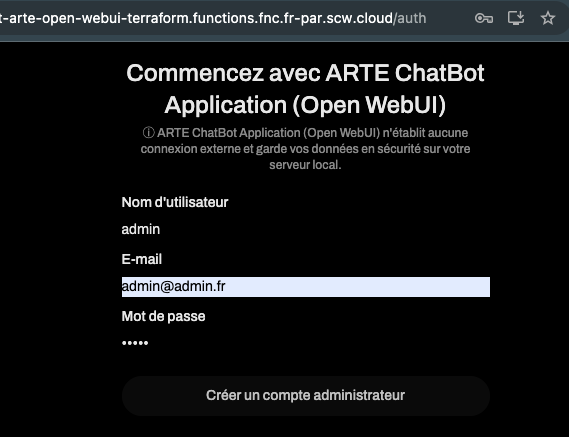 t-arte-open-webui-terraform.functions.fnc.fr-par.scw.cloud/auth
Commencez avec ARTE ChatBot
Application (Open WebUI)
ⓘ ARTE ChatBot Application (Open WebUI) n'établit aucune
connexion externe et garde vos données en sécurité sur votre
serveur local.
Nom d'utilisateur
admin
E-mail
admin@admin.fr
Mot de passe
•••••
Créer un compte administrateur